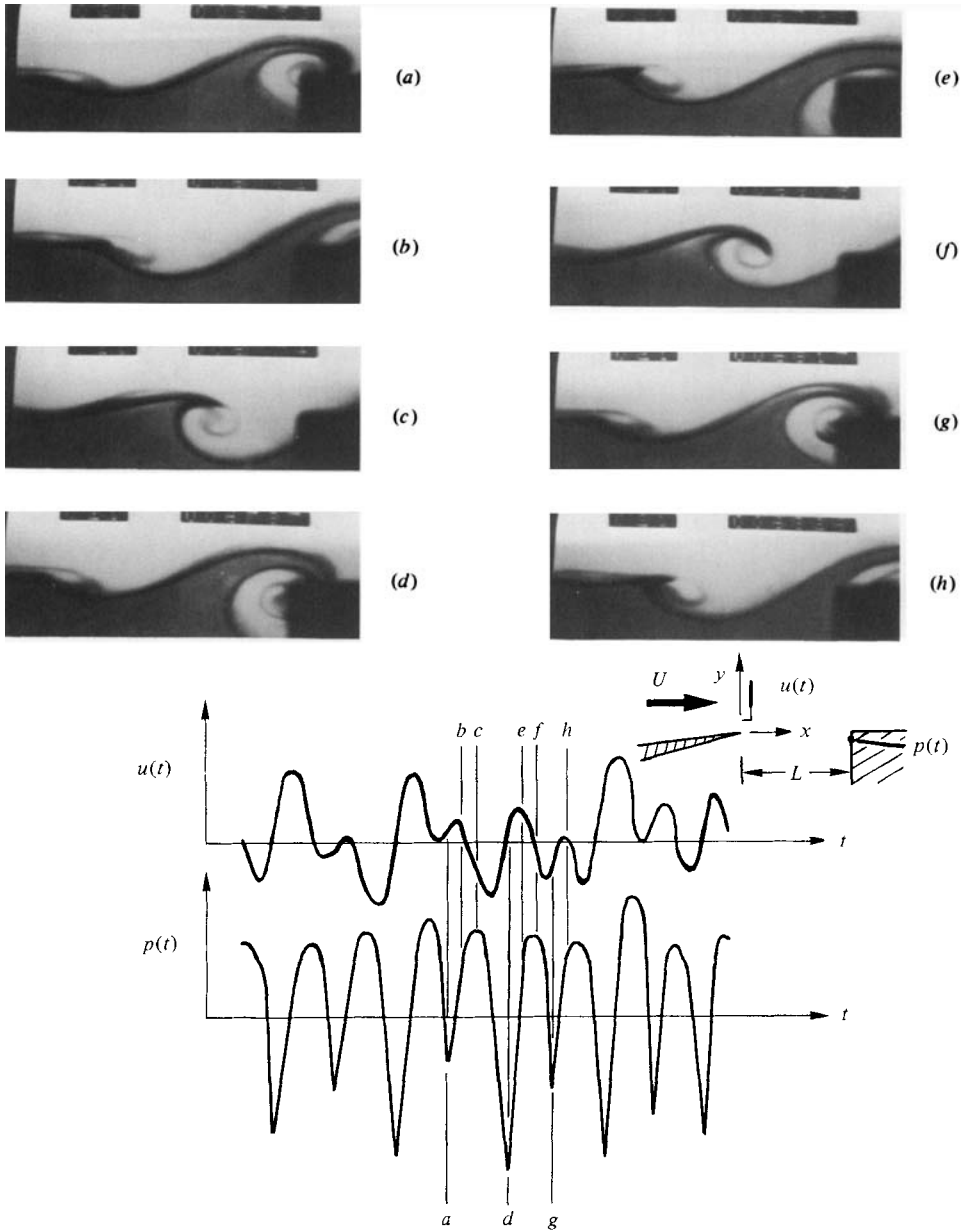 (a)
(e)
(b)
(f)
(c)
(g)
(d)
(h)
U
y
u(t)
x
p(t)
L
b c e f h
u(t)
t
p(t)
t
a d g